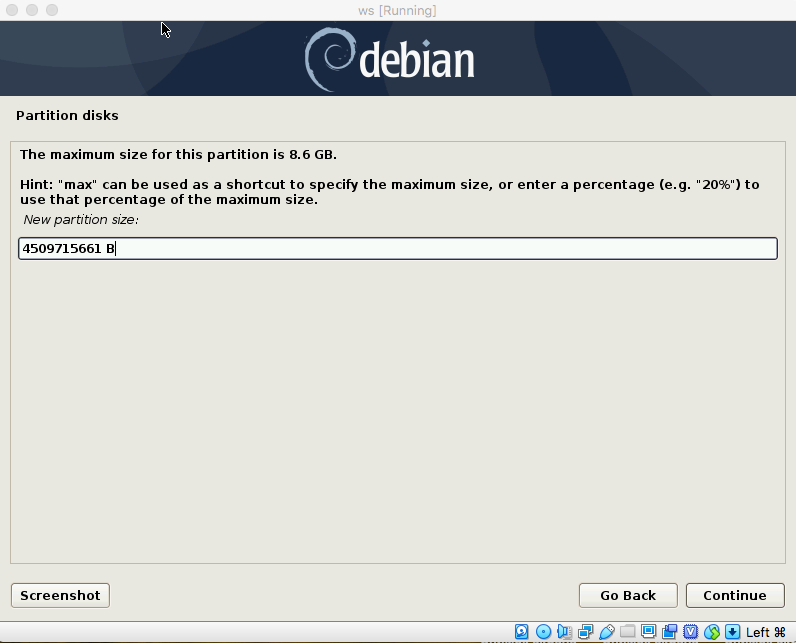 ws [Running]
debian
Partition disks
The maximum size for this partition is 8.6 GB.
Hint: "max" can be used as a shortcut to specify the maximum size, or enter a percentage (e.g. "20%") to
use that percentage of the maximum size.
New partition size:
4509715661 B
Screenshot
Go Back
Continue
Left ⌘